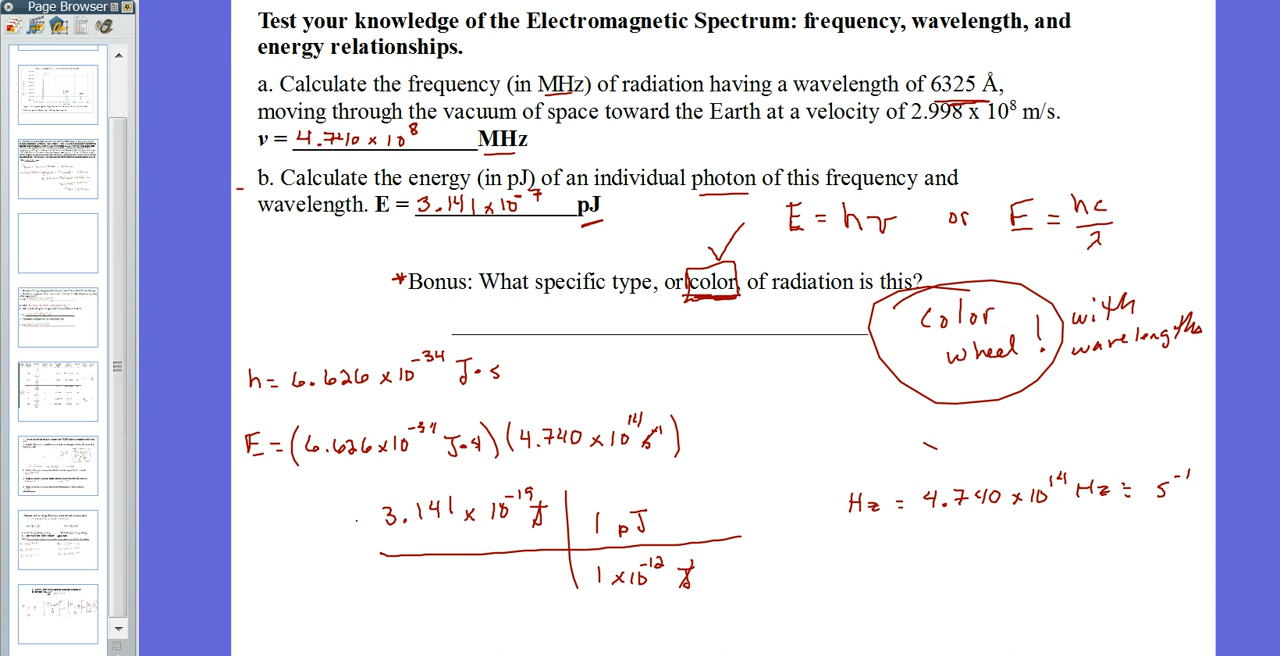 Page Browser
Test your knowledge of the Electromagnetic Spectrum: frequency, wavelength, and
energy relationships.
a. Calculate the frequency (in MHz) of radiation having a wavelength of 6325 Å,
moving through the vacuum of space toward the Earth at a velocity of 2.998 x 10⁸ m/s.
ν = 4.740 x 10⁸ MHz
b. Calculate the energy (in pJ) of an individual photon of this frequency and
wavelength. E = 3.141 x 10⁻⁷ pJ
E = hν or E = hc/λ
*Bonus: What specific type, or color, of radiation is this?
color
wheel!
with
wavelengths
h = 6.626 x 10⁻³⁴ J·s
E = (6.626 x 10⁻³⁴ J·s)(4.740 x 10¹⁴ s⁻¹)
Hz = 4.740 x 10¹⁴ Hz = s⁻¹
3.141 x 10⁻¹⁹ J | 1 pJ
1 x 10⁻¹² J